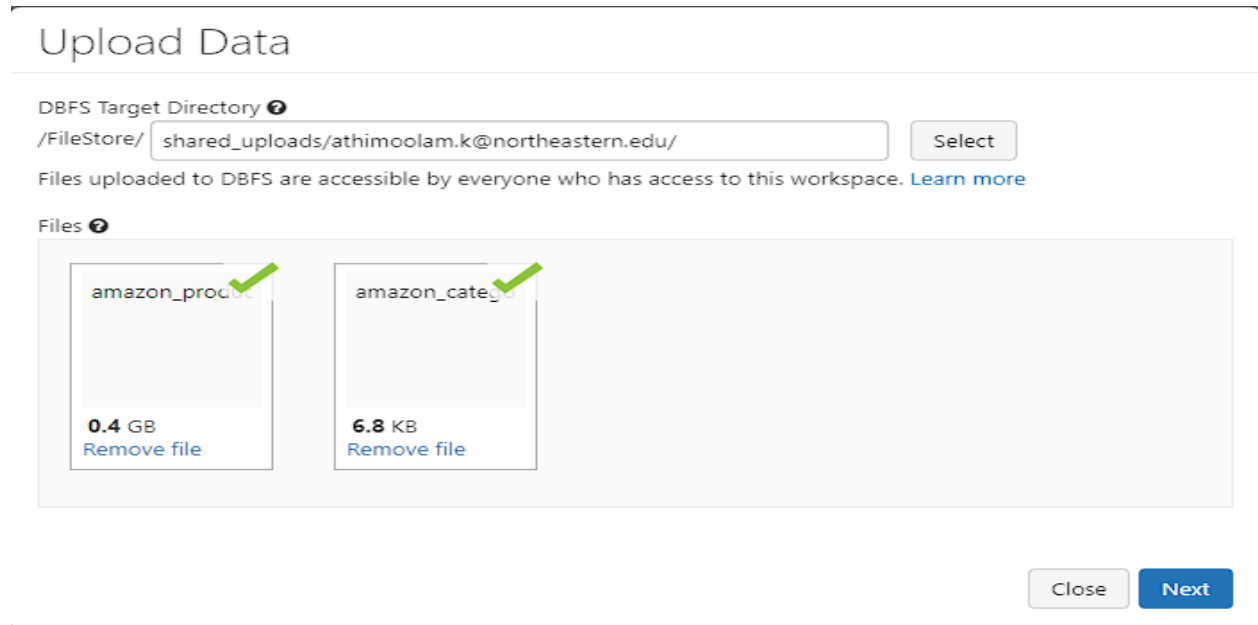 Upload Data
DBFS Target Directory
/FileStore/ shared_uploads/athimoolam.k@northeastern.edu/ Select
Files uploaded to DBFS are accessible by everyone who has access to this workspace. Learn more
Files
amazon_produc amazon_catego
0.4 GB 6.8 KB
Remove file Remove file
Close Next